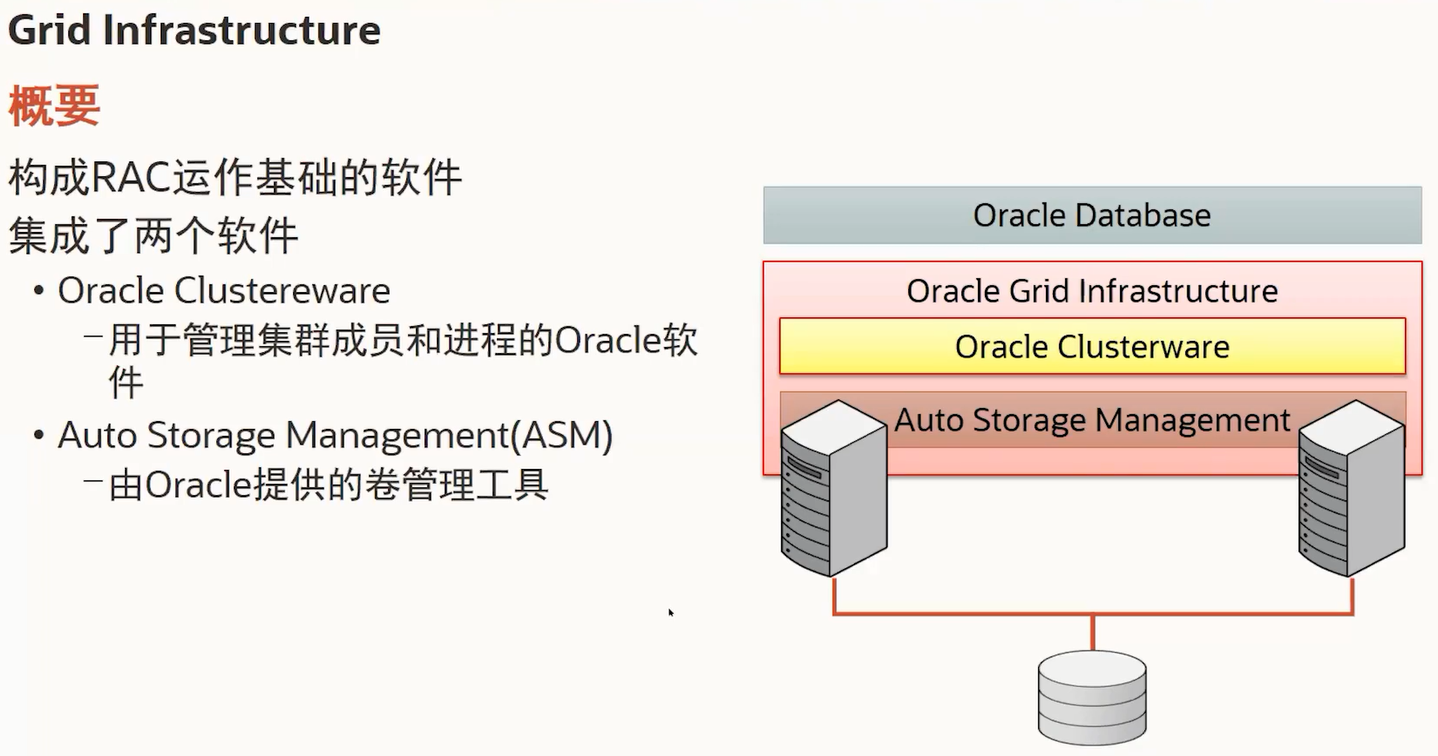 Grid Infrastructure
概要
构成RAC运作基础的软件
集成了两个软件
• Oracle Clustereware
–用于管理集群成员和进程的Oracle软
件
• Auto Storage Management(ASM)
–由Oracle提供的卷管理工具
Oracle Database
Oracle Grid Infrastructure
Oracle Clusterware
Auto Storage Management